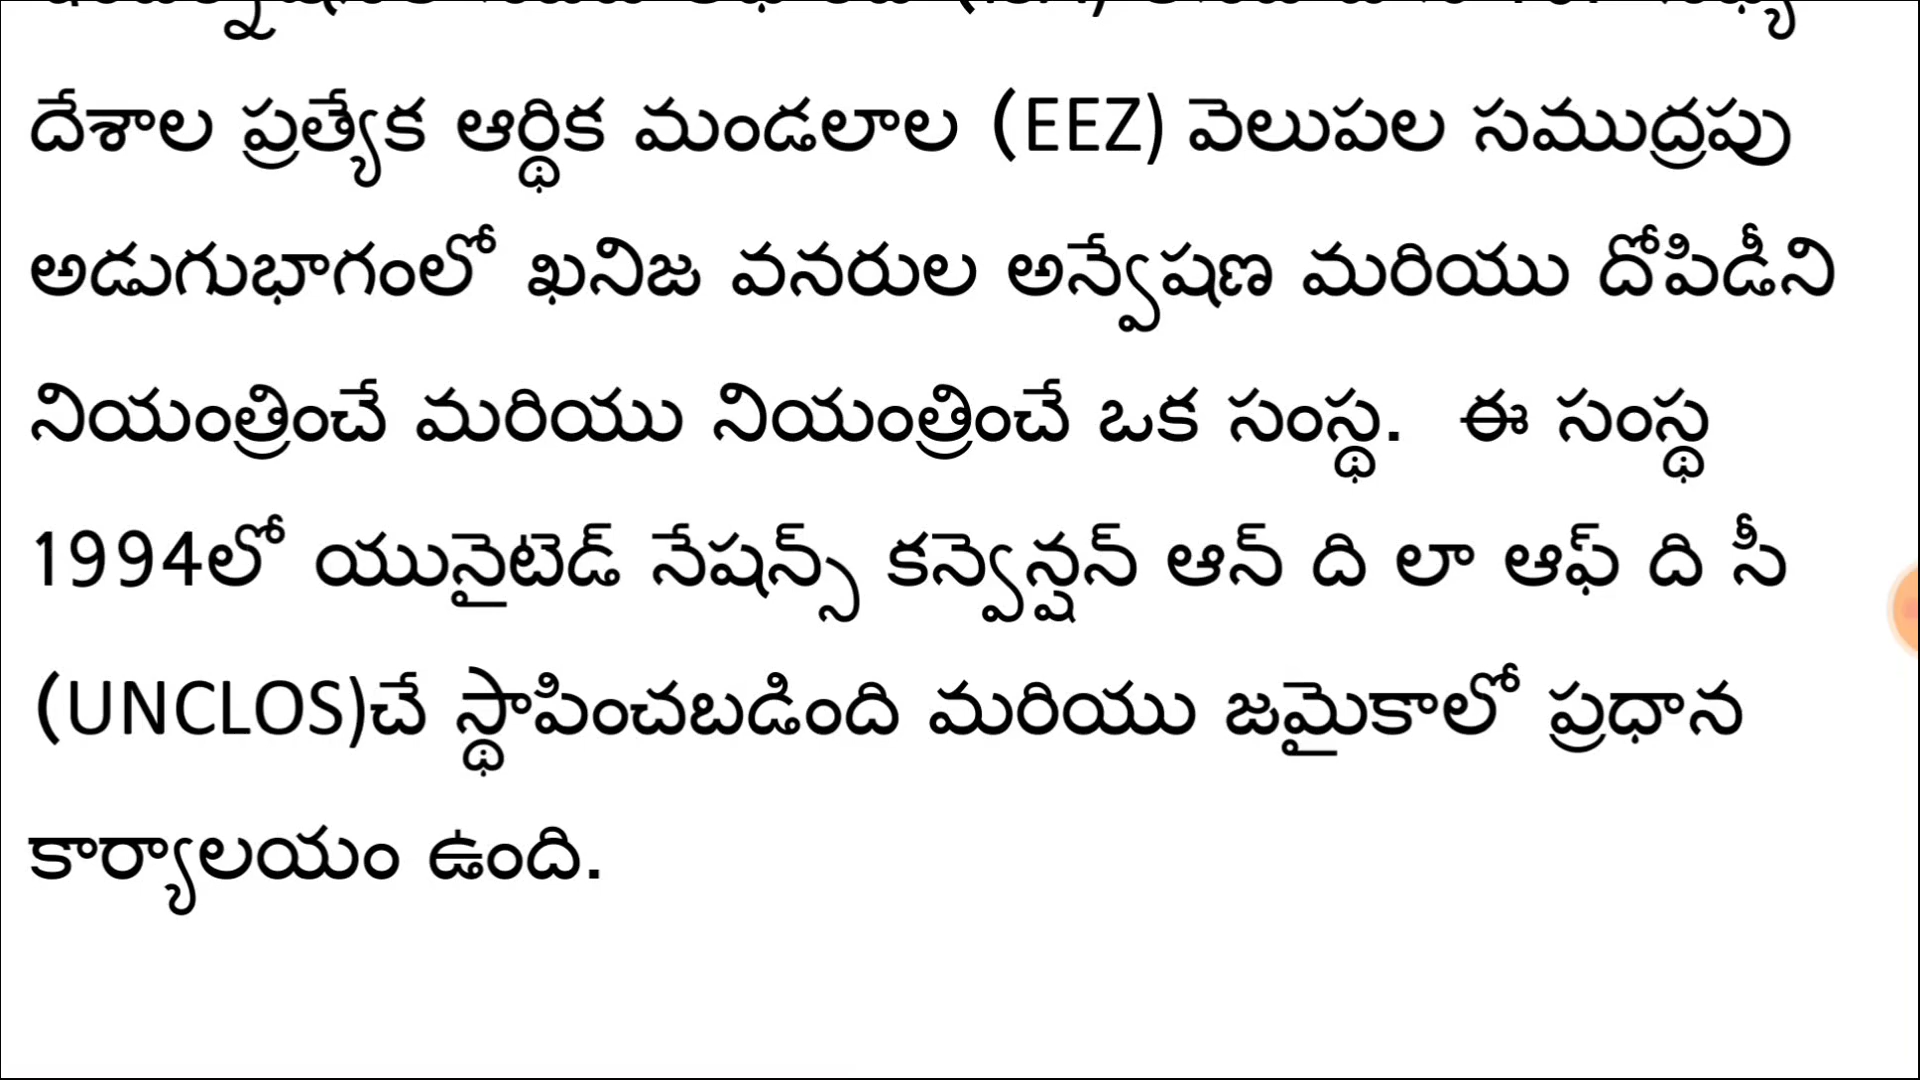 దేశాల ప్రత్యేక ఆర్థిక మండలాల (EEZ) వెలుపల సముద్రపు
అడుగుభాగంలో ఖనిజ వనరుల అన్వేషణ మరియు దోపిడీని
నియంత్రించే మరియు నియంత్రించే ఒక సంస్థ. ఈ సంస్థ
1994లో యునైటెడ్ నేషన్స్ కన్వెన్షన్ ఆన్ ది లా ఆఫ్ ది సీ
(UNCLOS)చే స్థాపించబడింది మరియు జమైకాలో ప్రధాన
కార్యాలయం ఉంది.